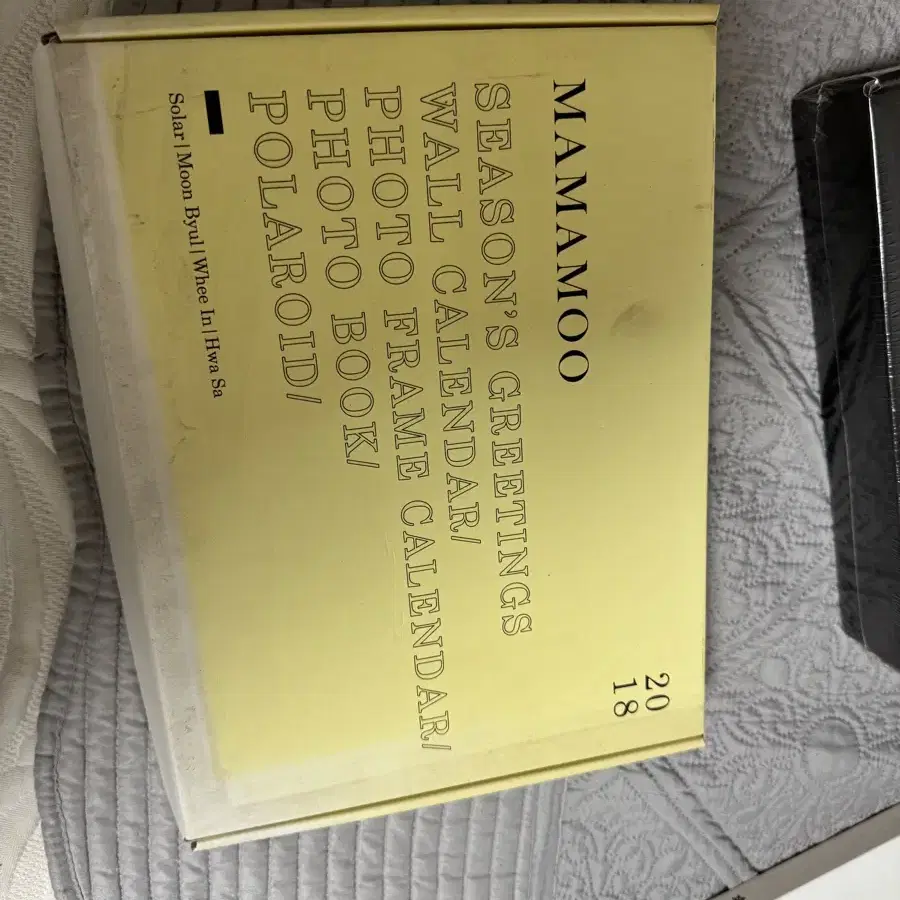 MAMAMOO
20
18
SEASON'S GREETINGS
WALL CALENDAR/
PHOTO FRAME CALENDAR/
PHOTO BOOK/
POLAROID/
Solar | Moon Byul | Whee In | Hwa Sa